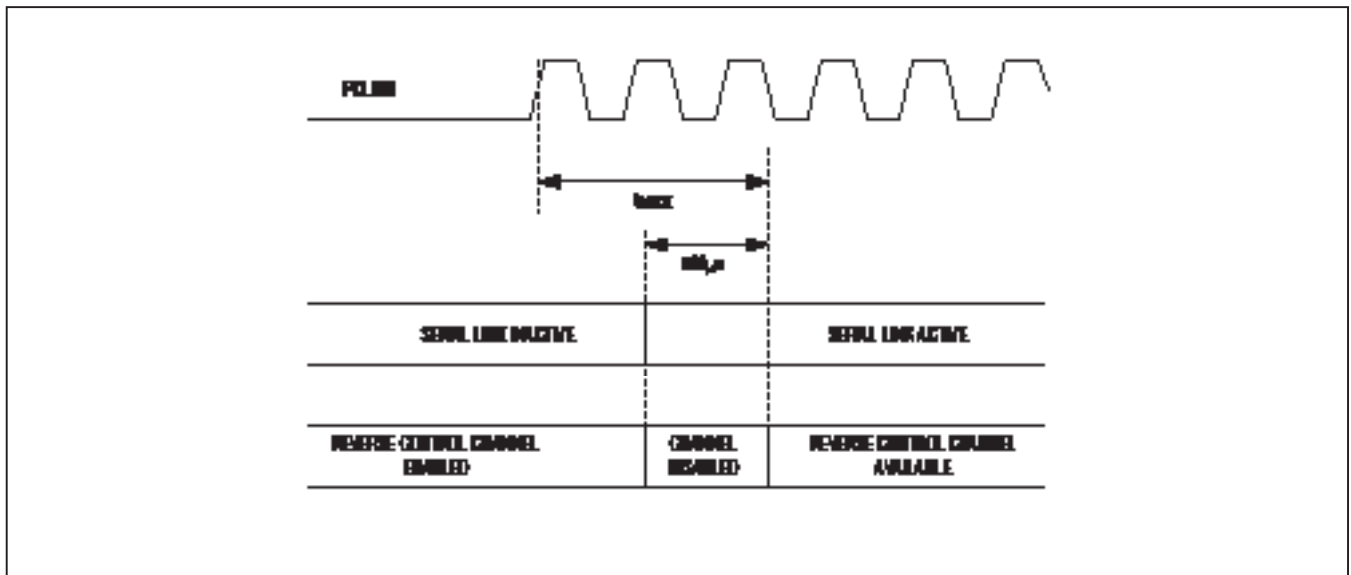 SERIAL LINK INACTIVE
SERIAL LINK ACTIVE
REVERSE CONTROL CHANNEL
ENABLED
CHANNEL
DISABLED
REVERSE CONTROL CHANNEL
AVAILABLE